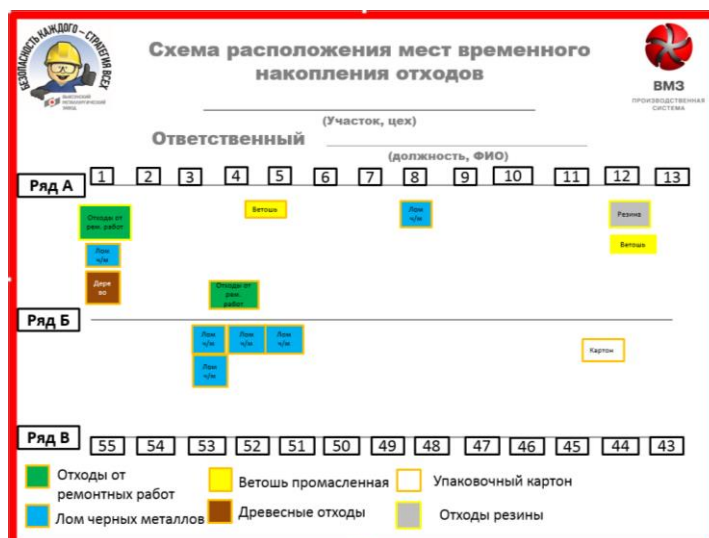 БЕЗОПАСНОСТЬ КАЖДОГО – СТРАТЕГИЯ ВСЕХ
ВЫКСУНСКИЙ
МЕТАЛЛУРГИЧЕСКИЙ
ЗАВОД
Схема расположения мест временного
накопления отходов
ВМЗ
ПРОИЗВОДСТВЕННАЯ
СИСТЕМА
(Участок, цех)
Ответственный
(должность, ФИО)
Ряд А
1 2 3 4 5 6 7 8 9 10 11 12 13
Отходы от
рем. работ
Ветошь
Лом
ч/м
Резина
Лом
ч/м
Ветошь
Дере
во
Отходы от
рем.
работ
Ряд Б
Лом
ч/м
Лом
ч/м
Лом
ч/м
Картон
Лом
ч/м
Ряд В
55 54 53 52 51 50 49 48 47 46 45 44 43
Отходы от
ремонтных работ
Ветошь промасленная
Упаковочный картон
Лом черных металлов
Древесные отходы
Отходы резины